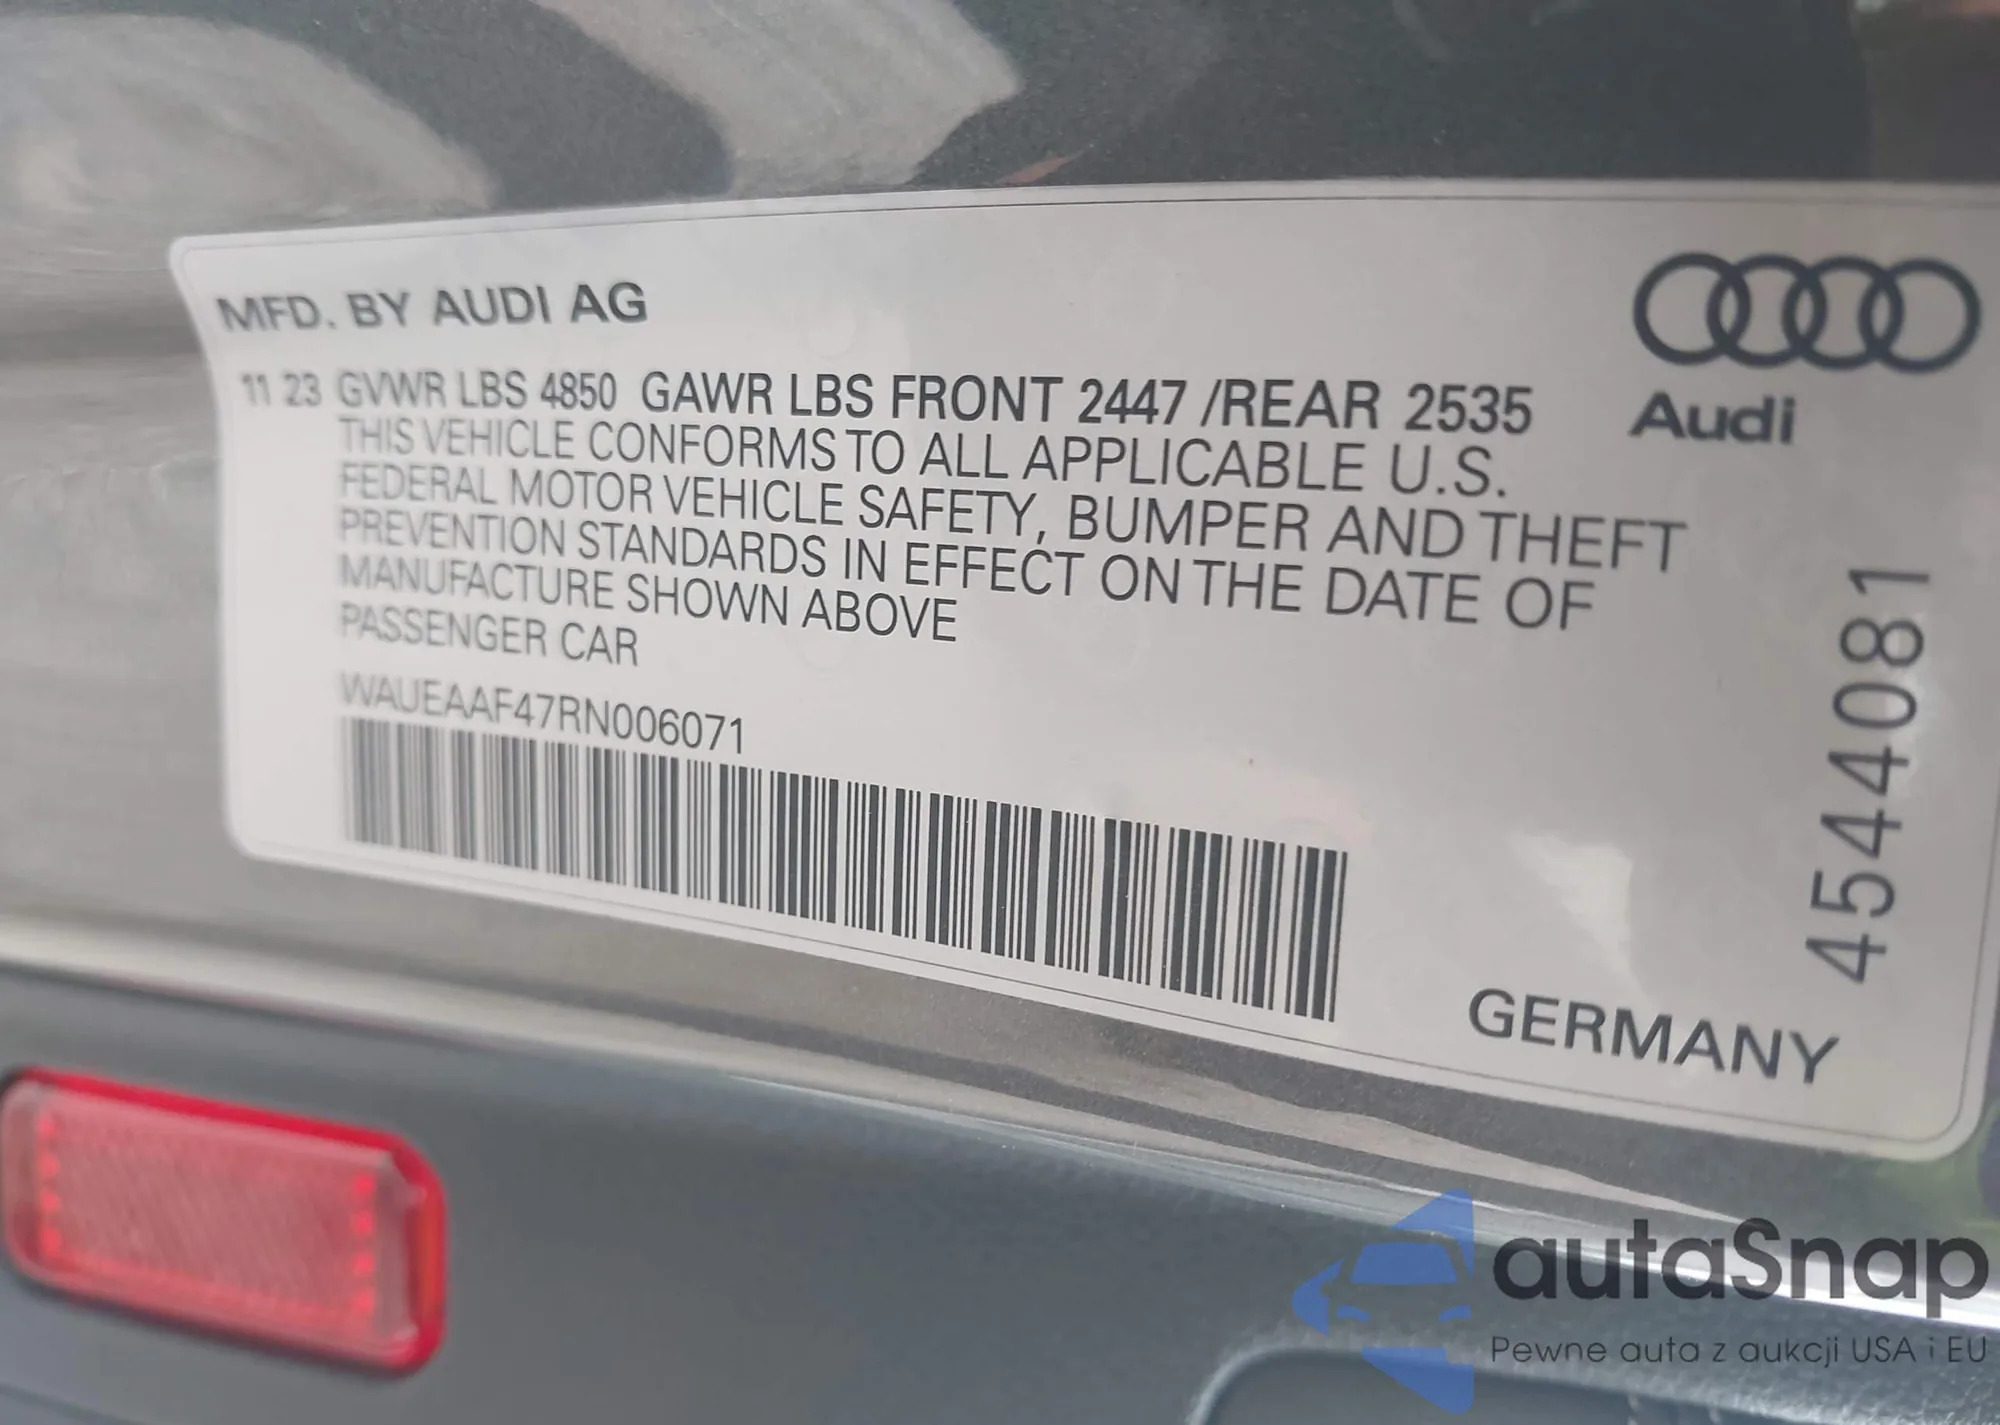 MFD. BY AUDI AG
Audi
11 23 GVWR LBS 4850 GAWR LBS FRONT 2447 /REAR 2535
THIS VEHICLE CONFORMS TO ALL APPLICABLE U.S.
FEDERAL MOTOR VEHICLE SAFETY, BUMPER AND THEFT
PREVENTION STANDARDS IN EFFECT ON THE DATE OF
MANUFACTURE SHOWN ABOVE
PASSENGER CAR
WAUEAAF47RN006071
4544081
GERMANY
autaSnap
Pewne auta z aukcji USA i EU